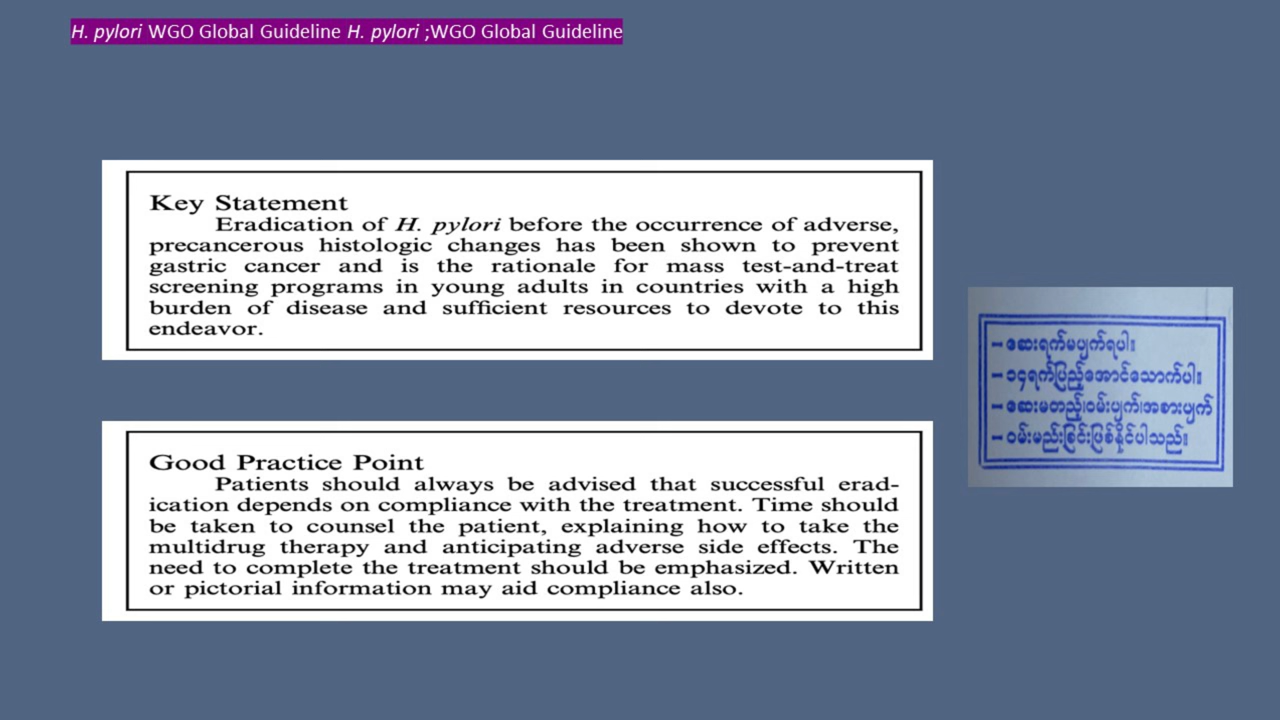 H. pylori WGO Global Guideline H. pylori ;WGO Global Guideline
Key Statement
Eradication of H. pylori before the occurrence of adverse,
precancerous histologic changes has been shown to prevent
gastric cancer and is the rationale for mass test-and-treat
screening programs in young adults in countries with a high
burden of disease and sufficient resources to devote to this
endeavor.
Good Practice Point
Patients should always be advised that successful erad-
ication depends on compliance with the treatment. Time should
be taken to counsel the patient, explaining how to take the
multidrug therapy and anticipating adverse side effects. The
need to complete the treatment should be emphasized. Written
or pictorial information may aid compliance also.
- ဆေးရက်မပျက်ရပါ။
- ၁၄ရက်ပြည့်အောင်သောက်ပါ။
- ဆေးမတည့်၊ဝမ်းပျက်၊အစားပျက်
- ဝမ်းမည်းခြင်းဖြစ်နိုင်ပါသည်။